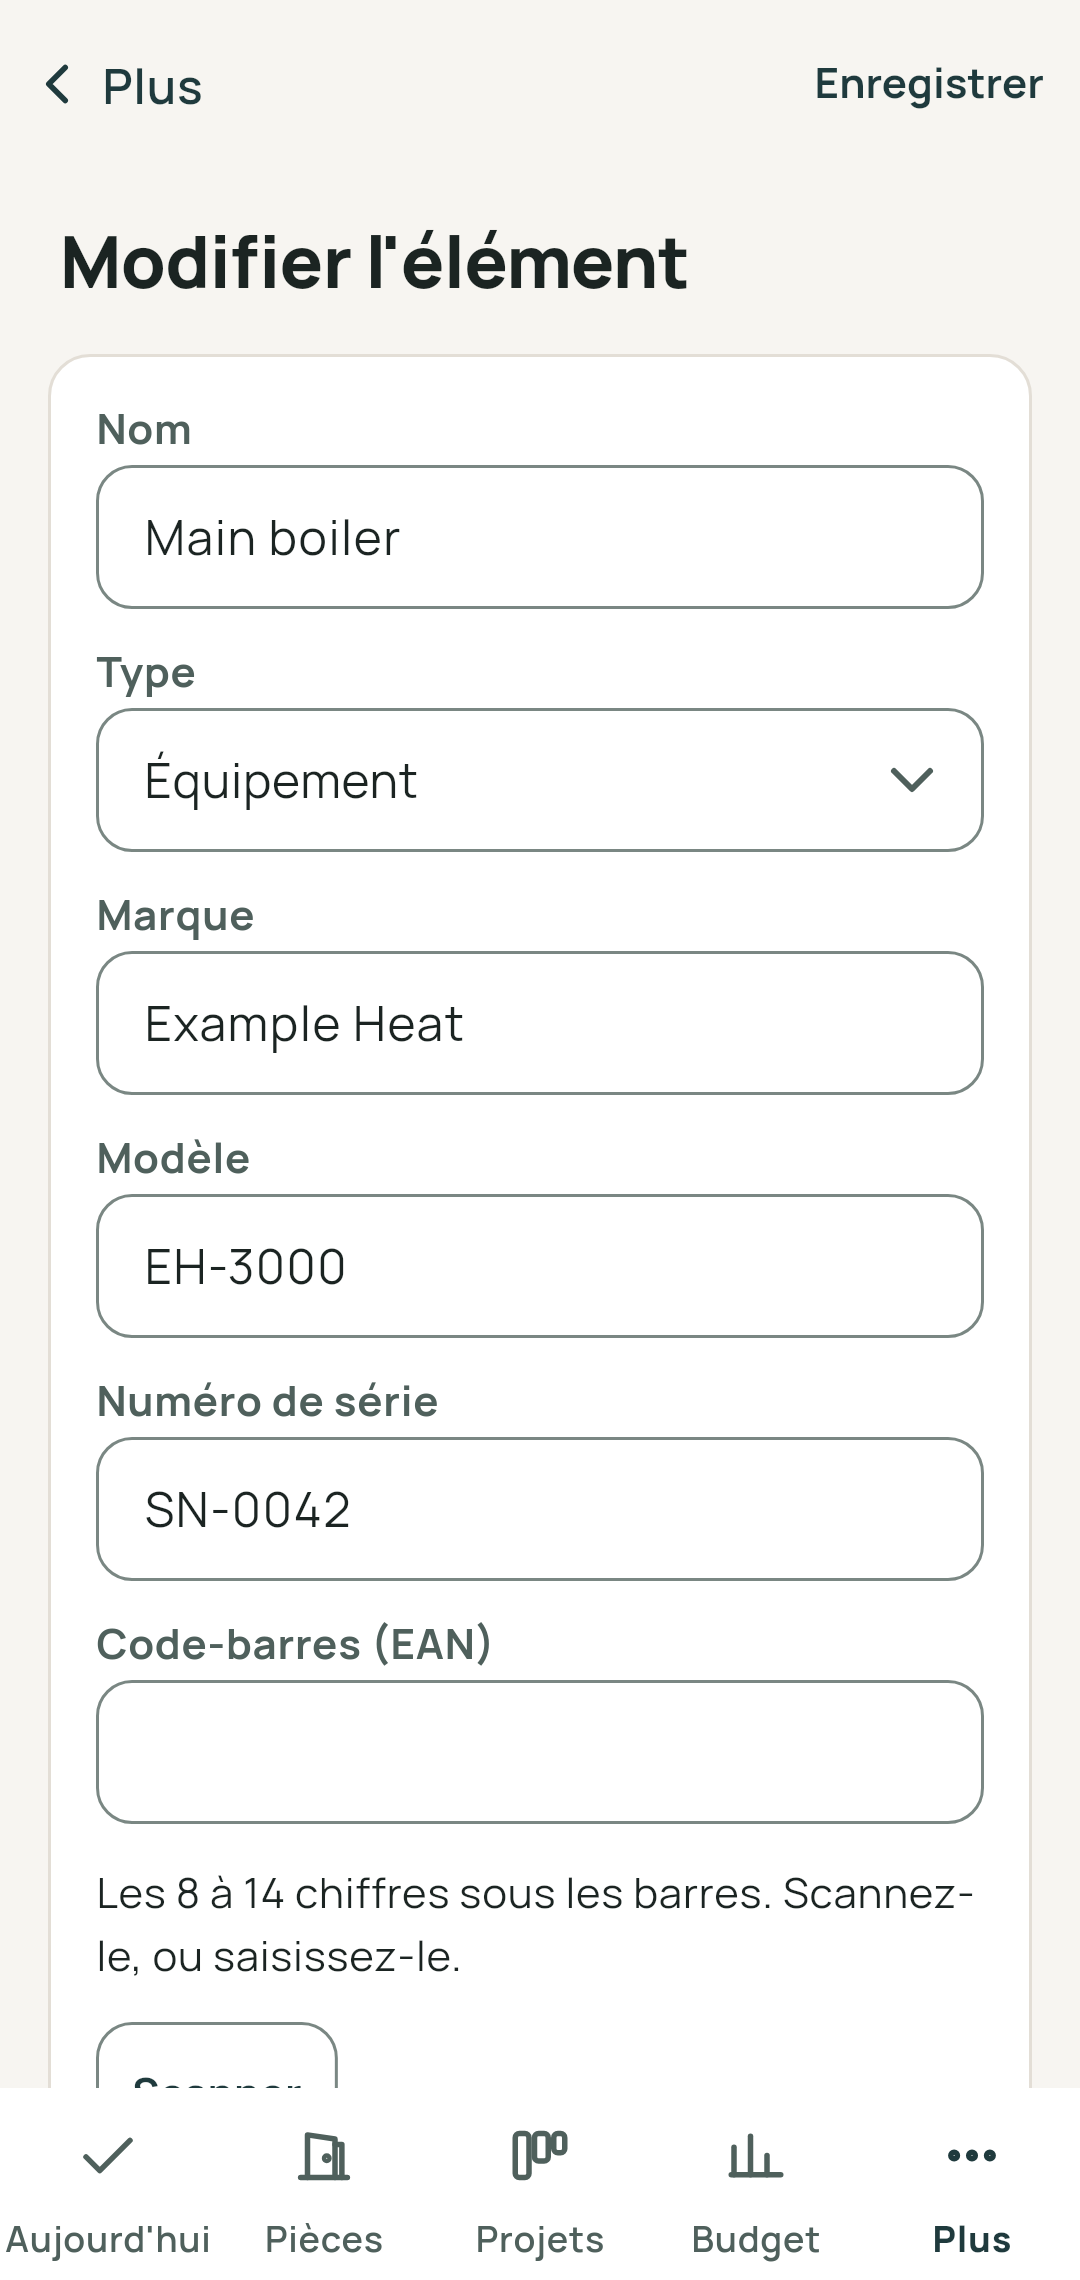 Plus
Enregistrer
Modifier l'élément
Nom
Main boiler
Type
Équipement
Marque
Example Heat
Modèle
EH-3000
Numéro de série
SN-0042
Code-barres (EAN)
Les 8 à 14 chiffres sous les barres. Scannez-
le, ou saisissez-le.
Scanner
Aujourd'hui
Pièces
Projets
Budget
Plus